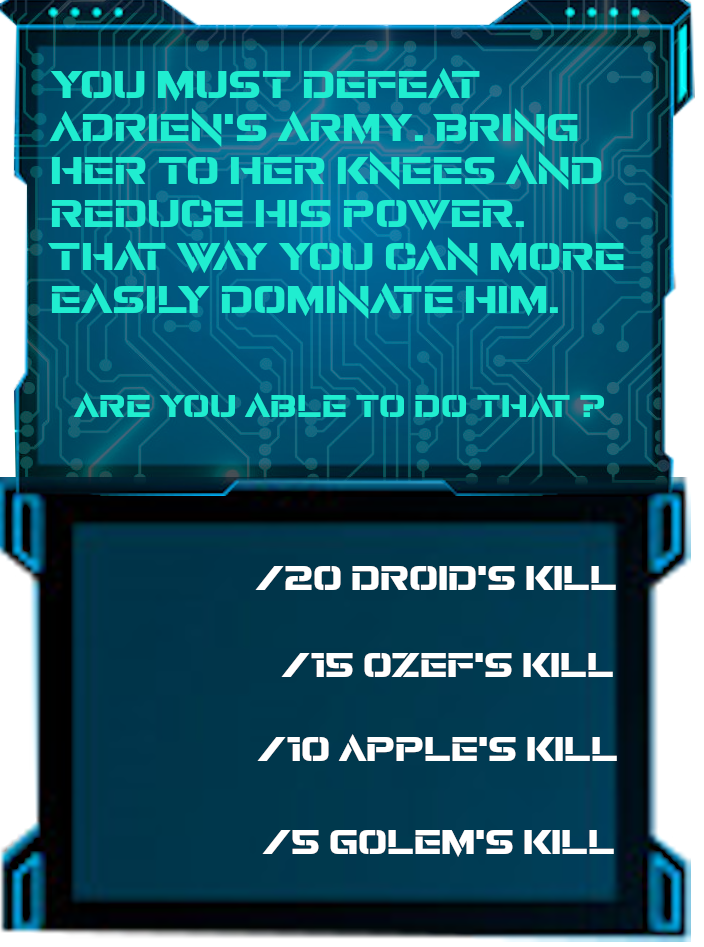 YOU MUST DEFEAT
ADRIEN'S ARMY. BRING
HER TO HER KNEES AND
REDUCE HIS POWER.
THAT WAY YOU CAN MORE
EASILY DOMINATE HIM.
ARE YOU ABLE TO DO THAT ?
/20 DROID'S KILL
/15 OZEF'S KILL
/10 APPLE'S KILL
/5 GOLEM'S KILL